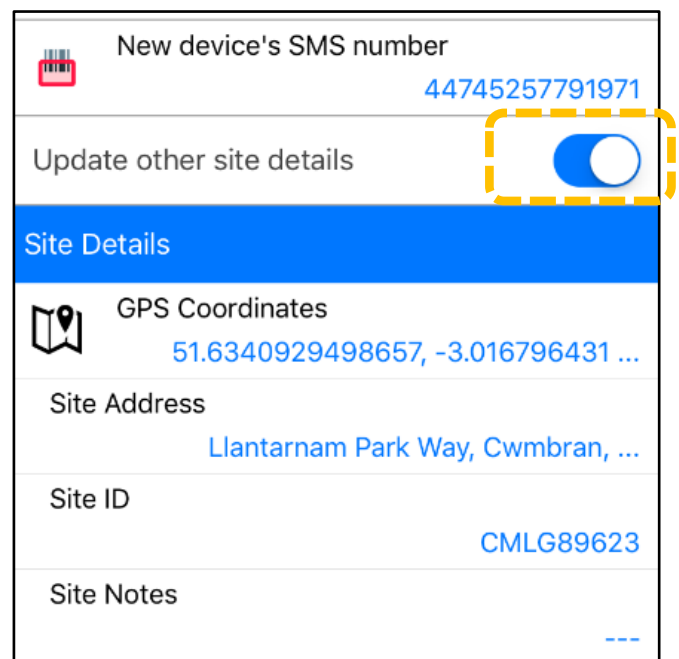 New device's SMS number
44745257791971
Update other site details
Site Details
GPS Coordinates
51.6340929498657, -3.016796431 ...
Site Address
Llantarnam Park Way, Cwmbran, ...
Site ID
CMLG89623
Site Notes
---